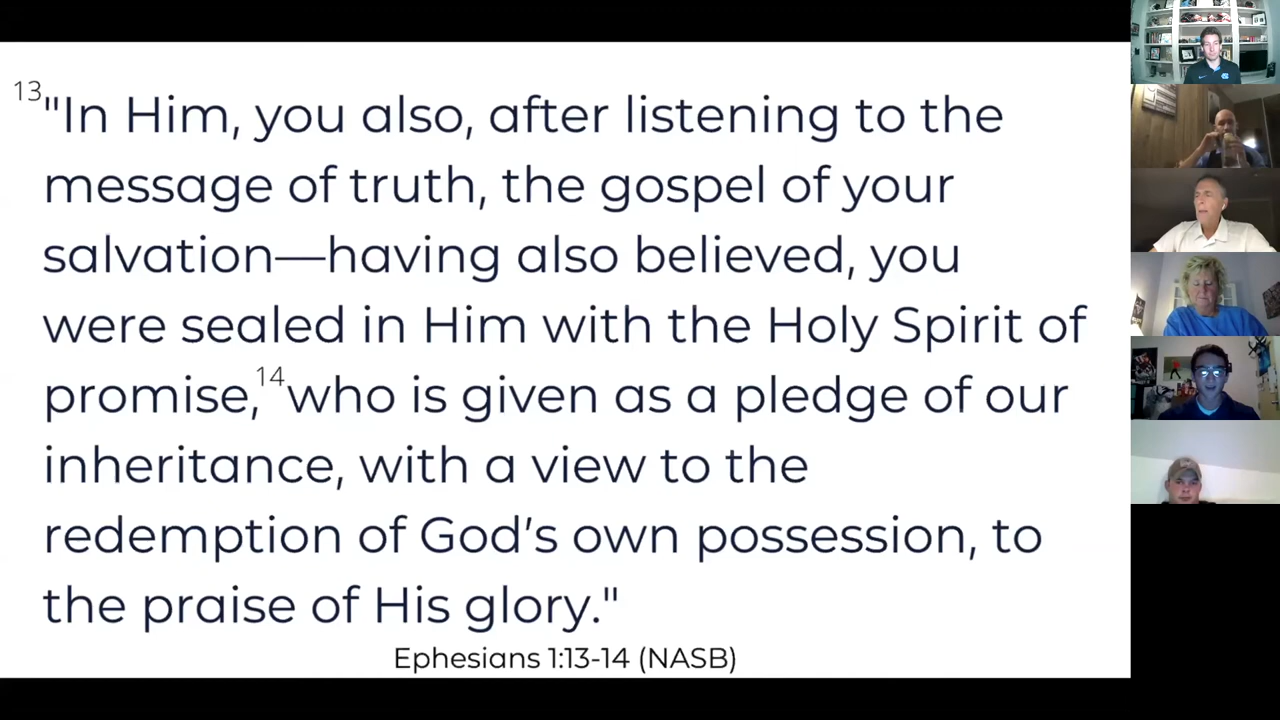 13"In Him, you also, after listening to the
message of truth, the gospel of your
salvation—having also believed, you
were sealed in Him with the Holy Spirit of
promise,14who is given as a pledge of our
inheritance, with a view to the
redemption of God's own possession, to
the praise of His glory."
Ephesians 1:13-14 (NASB)